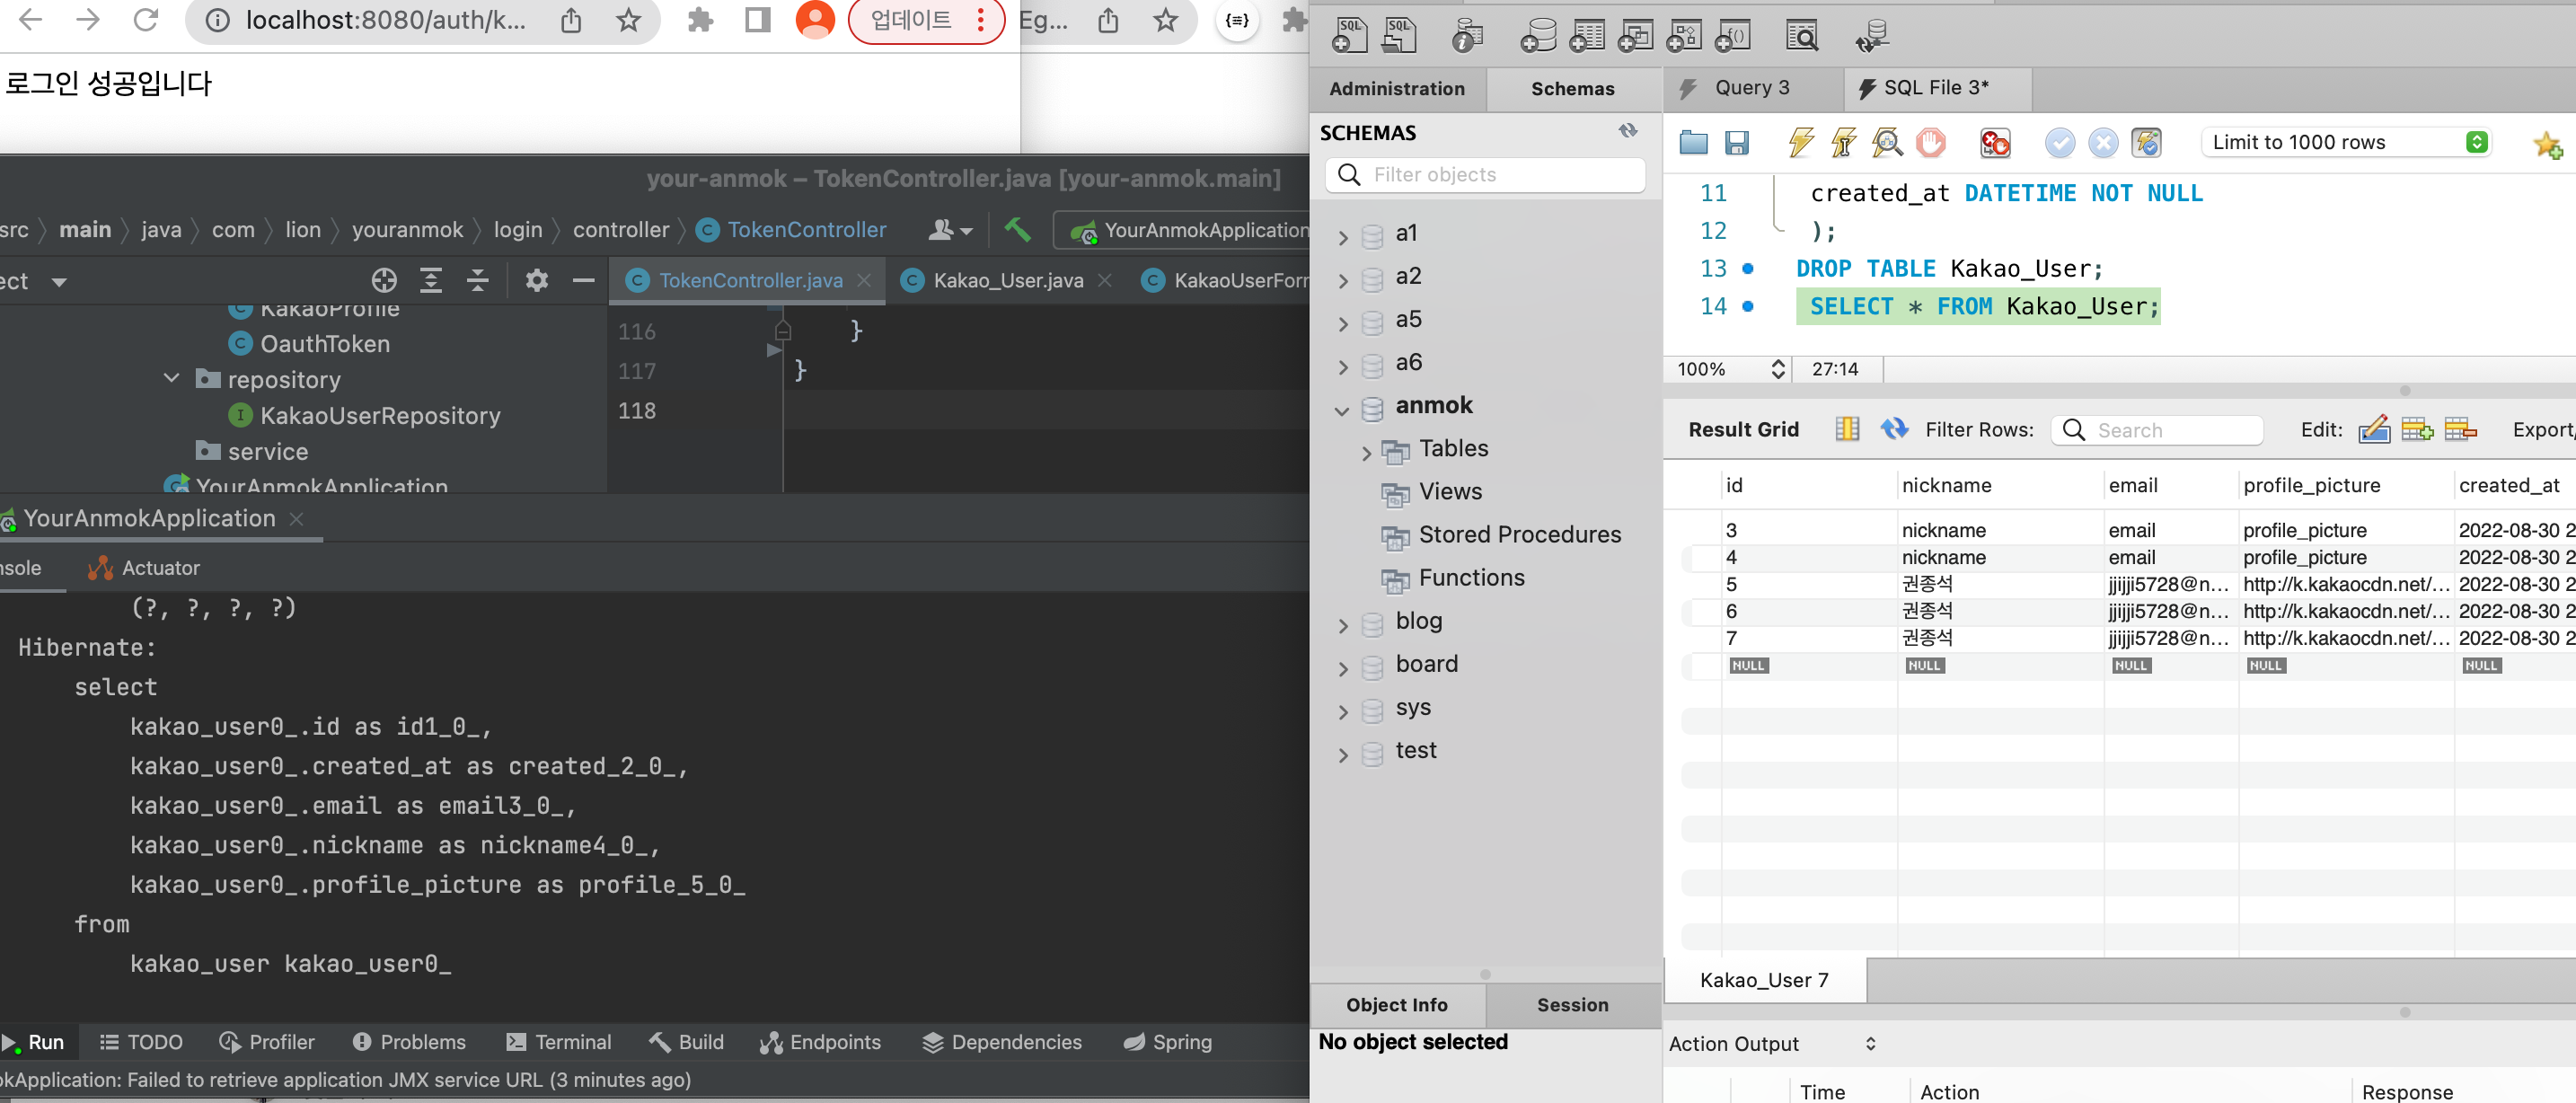 localhost:8080/auth/k...
업데이트
Eg...
로그인 성공입니다
your-anmok – TokenController.java [your-anmok.main]
src
main
java
com
lion
youranmok
login
controller
TokenController
YourAnmokApplication
ect
TokenController.java
Kakao_User.java
KakaoUserForm
KakaoProfile
OauthToken
repository
KakaoUserRepository
service
YourAnmokApplication
116 }
117 }
118
YourAnmokApplication
nsole
Actuator
(?, ?, ?, ?)
Hibernate:
select
kakao_user0_.id as id1_0_,
kakao_user0_.created_at as created_2_0_,
kakao_user0_.email as email3_0_,
kakao_user0_.nickname as nickname4_0_,
kakao_user0_.profile_picture as profile_5_0_
from
kakao_user kakao_user0_
Run
TODO
Profiler
Problems
Terminal
Build
Endpoints
Dependencies
Spring
okApplication: Failed to retrieve application JMX service URL (3 minutes ago)
Administration
Schemas
SCHEMAS
Filter objects
a1
a2
a5
a6
anmok
Tables
Views
Stored Procedures
Functions
blog
board
sys
test
Object Info
Session
No object selected
Query 3
SQL File 3*
Limit to 1000 rows
11 created_at DATETIME NOT NULL
12 );
13 DROP TABLE Kakao_User;
14 SELECT * FROM Kakao_User;
100%
27:14
Result Grid
Filter Rows:
Search
Edit:
Export/
id nickname email profile_picture created_at
3 nickname email profile_picture 2022-08-30 2
4 nickname email profile_picture 2022-08-30 2
5 권종석 jjijjji5728@n... http://k.kakaocdn.net/... 2022-08-30 2
6 권종석 jjijjji5728@n... http://k.kakaocdn.net/... 2022-08-30 2
7 권종석 jjijjji5728@n... http://k.kakaocdn.net/... 2022-08-30 2
NULL NULL NULL NULL NULL
Kakao_User 7
Action Output
Time Action Response